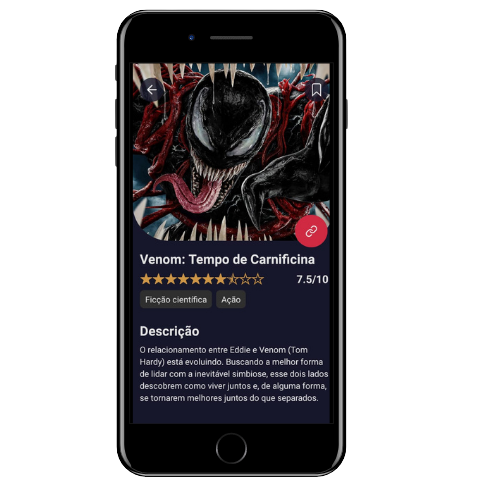 Venom: Tempo de Carnificina
7.5/10
Ficção científica
Ação
Descrição
O relacionamento entre Eddie e Venom (Tom
Hardy) está evoluindo. Buscando a melhor forma
de lidar com a inevitável simbiose, esse dois lados
descobrem como viver juntos e, de alguma forma,
se tornarem melhores juntos do que separados.